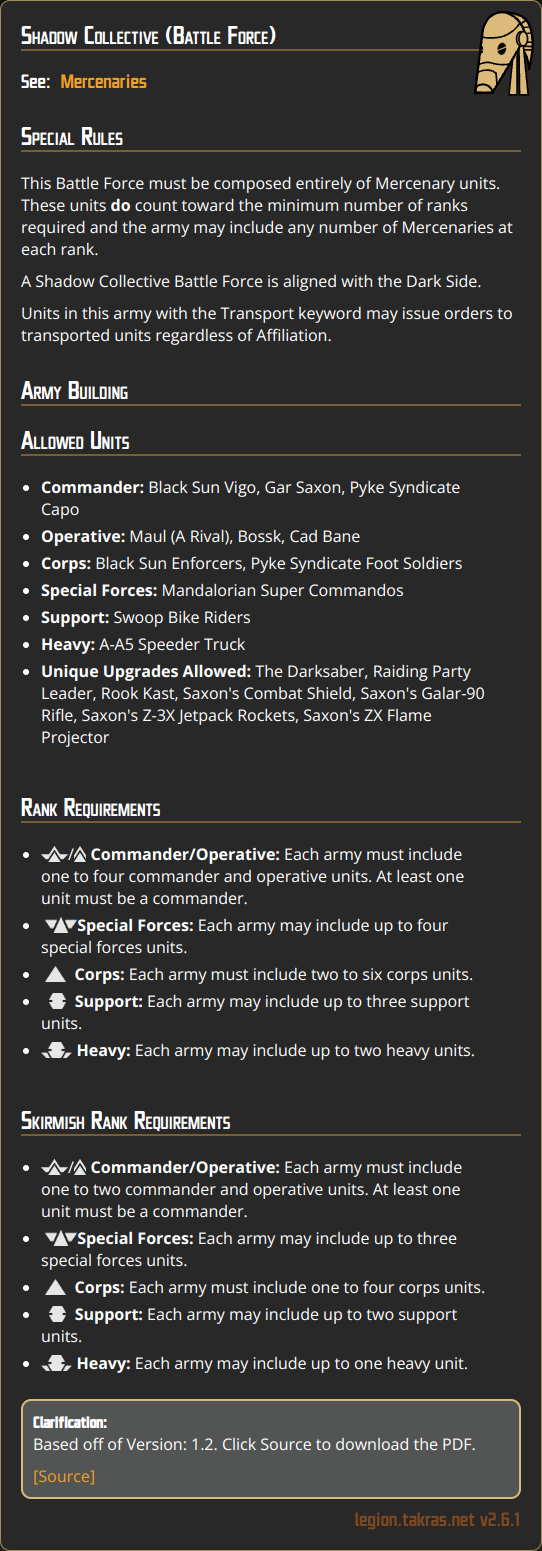 Shadow Collective (Battle Force)
See: Mercenaries
Special Rules
This Battle Force must be composed entirely of Mercenary units.
These units do count toward the minimum number of ranks
required and the army may include any number of Mercenaries at
each rank.
A Shadow Collective Battle Force is aligned with the Dark Side.
Units in this army with the Transport keyword may issue orders to
transported units regardless of Affiliation.
Army Building
Allowed Units
• Commander: Black Sun Vigo, Gar Saxon, Pyke Syndicate
Capo
• Operative: Maul (A Rival), Bossk, Cad Bane
• Corps: Black Sun Enforcers, Pyke Syndicate Foot Soldiers
• Special Forces: Mandalorian Super Commandos
• Support: Swoop Bike Riders
• Heavy: A-A5 Speeder Truck
• Unique Upgrades Allowed: The Darksaber, Raiding Party
Leader, Rook Kast, Saxon's Combat Shield, Saxon's Galar-90
Rifle, Saxon's Z-3X Jetpack Rockets, Saxon's ZX Flame
Projector
Rank Requirements
• / Commander/Operative: Each army must include
one to four commander and operative units. At least one
unit must be a commander.
• Special Forces: Each army may include up to four
special forces units.
• Corps: Each army must include two to six corps units.
• Support: Each army may include up to three support
units.
• Heavy: Each army may include up to two heavy units.
Skirmish Rank Requirements
• / Commander/Operative: Each army must include
one to two commander and operative units. At least one
unit must be a commander.
• Special Forces: Each army may include up to three
special forces units.
• Corps: Each army must include one to four corps units.
• Support: Each army may include up to two support
units.
• Heavy: Each army may include up to one heavy unit.
Clarification:
Based off of Version: 1.2. Click Source to download the PDF.
[Source]
legion.takras.net v2.6.1